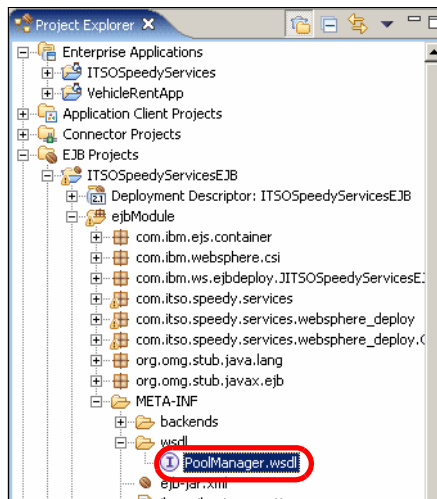 Project Explorer
Enterprise Applications
ITSOSpeedyServices
VehicleRentApp
Application Client Projects
Connector Projects
EJB Projects
ITSOSpeedyServicesEJB
2.1 Deployment Descriptor: ITSOSpeedyServicesEJB
ejbModule
com.ibm.ejs.container
com.ibm.websphere.csi
com.ibm.ws.ejbdeploy.JITSOSpeedyServicesE
com.itso.speedy.services
com.itso.speedy.services.websphere_deploy
com.itso.speedy.services.websphere_deploy.
org.omg.stub.java.lang
org.omg.stub.javax.ejb
META-INF
backends
wsdl
PoolManager.wsdl
ejb-jar.xml